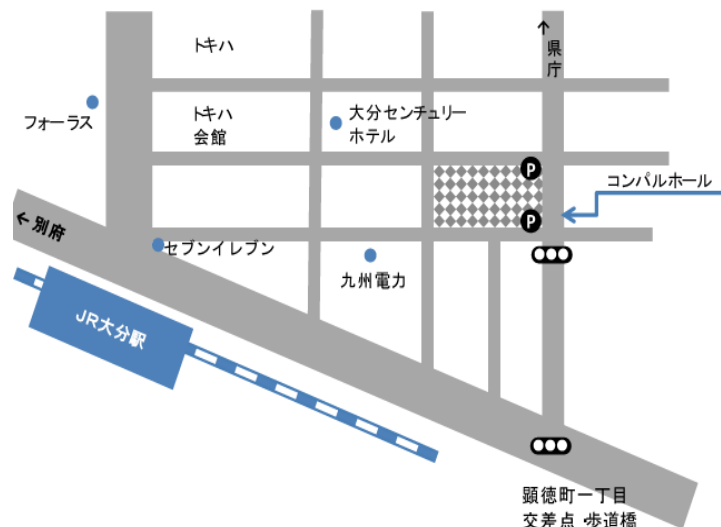 トキハ
↑県庁
フォーラス
トキハ
会館
大分センチュリー
ホテル
P
コンパルホール
P
←別府
セブンイレブン
九州電力
JR大分駅
顕徳町一丁目
交差点・歩道橋